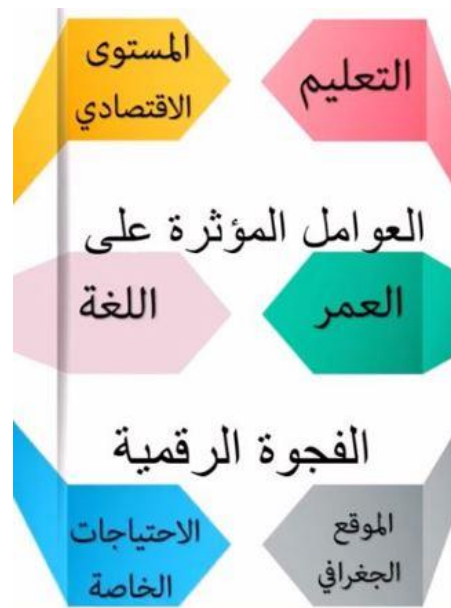 التعليم
المستوى
الاقتصادي
العوامل المؤثرة على
العمر
اللغة
الفجوة الرقمية
الموقع
الجغرافي
الاحتياجات
الخاصة